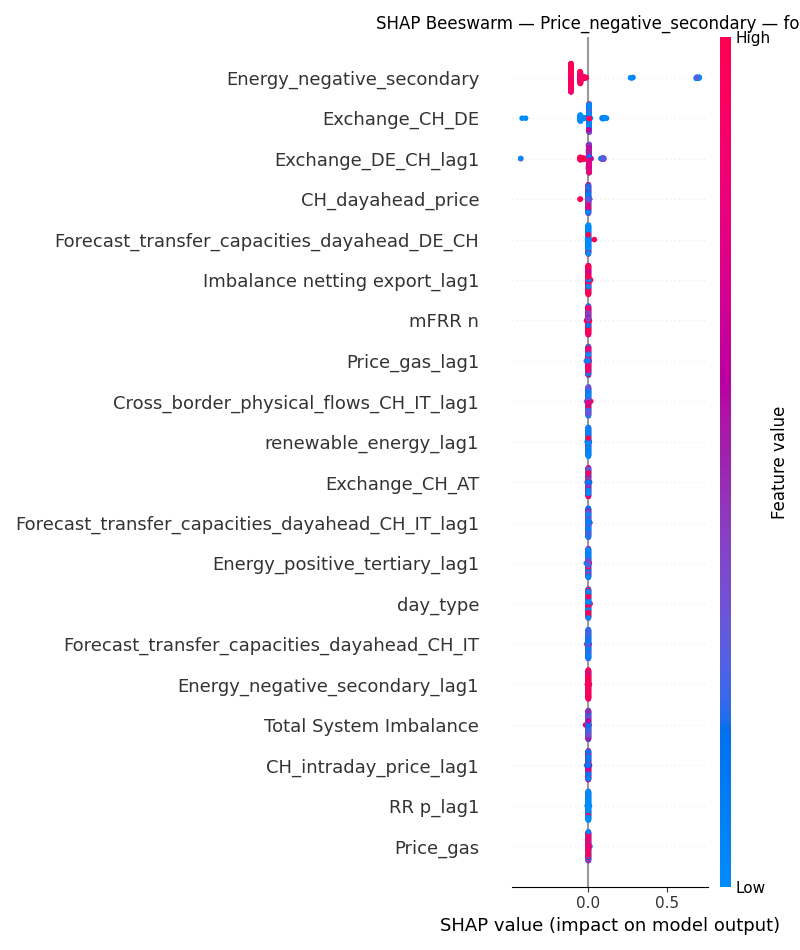 SHAP Beeswarm — Price_negative_secondary — fo
High
Energy_negative_secondary
Exchange_CH_DE
Exchange_DE_CH_lag1
CH_dayahead_price
Forecast_transfer_capacities_dayahead_DE_CH
Imbalance netting export_lag1
mFRR n
Price_gas_lag1
Cross_border_physical_flows_CH_IT_lag1
renewable_energy_lag1
Exchange_CH_AT
Forecast_transfer_capacities_dayahead_CH_IT_lag1
Energy_positive_tertiary_lag1
day_type
Forecast_transfer_capacities_dayahead_CH_IT
Energy_negative_secondary_lag1
Total System Imbalance
CH_intraday_price_lag1
RR p_lag1
Price_gas
Feature value
Low
0.0 0.5
SHAP value (impact on model output)